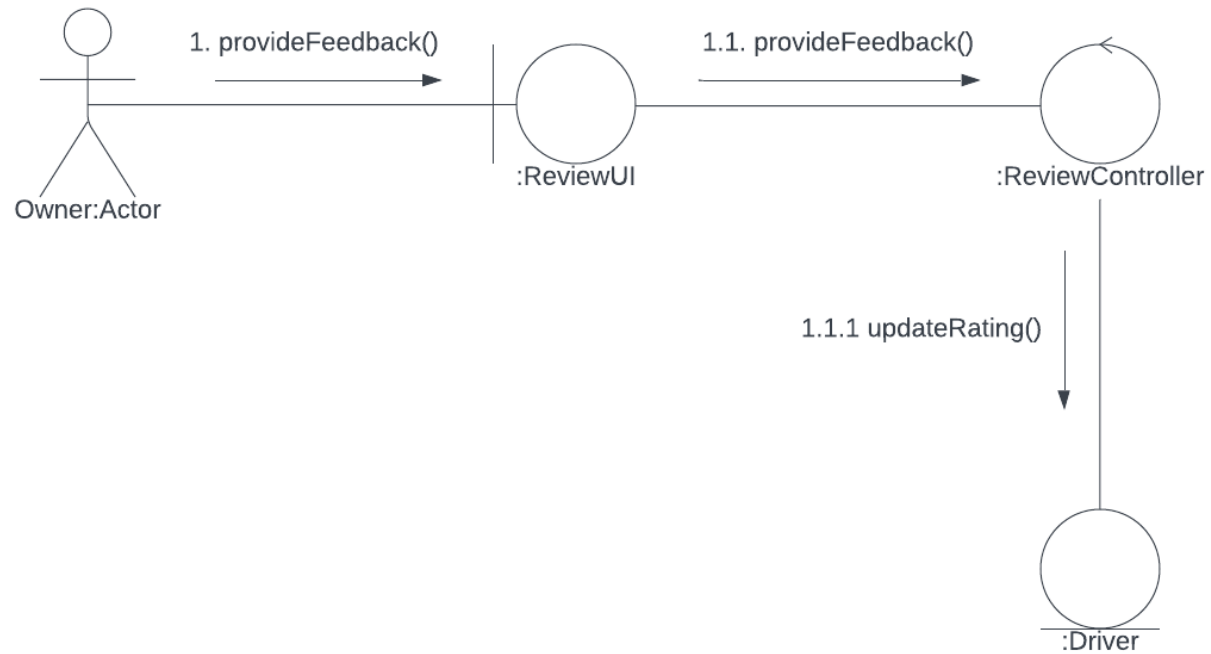 1. provideFeedback()
1.1. provideFeedback()
:ReviewUI
:ReviewController
Owner:Actor
1.1.1 updateRating()
:Driver